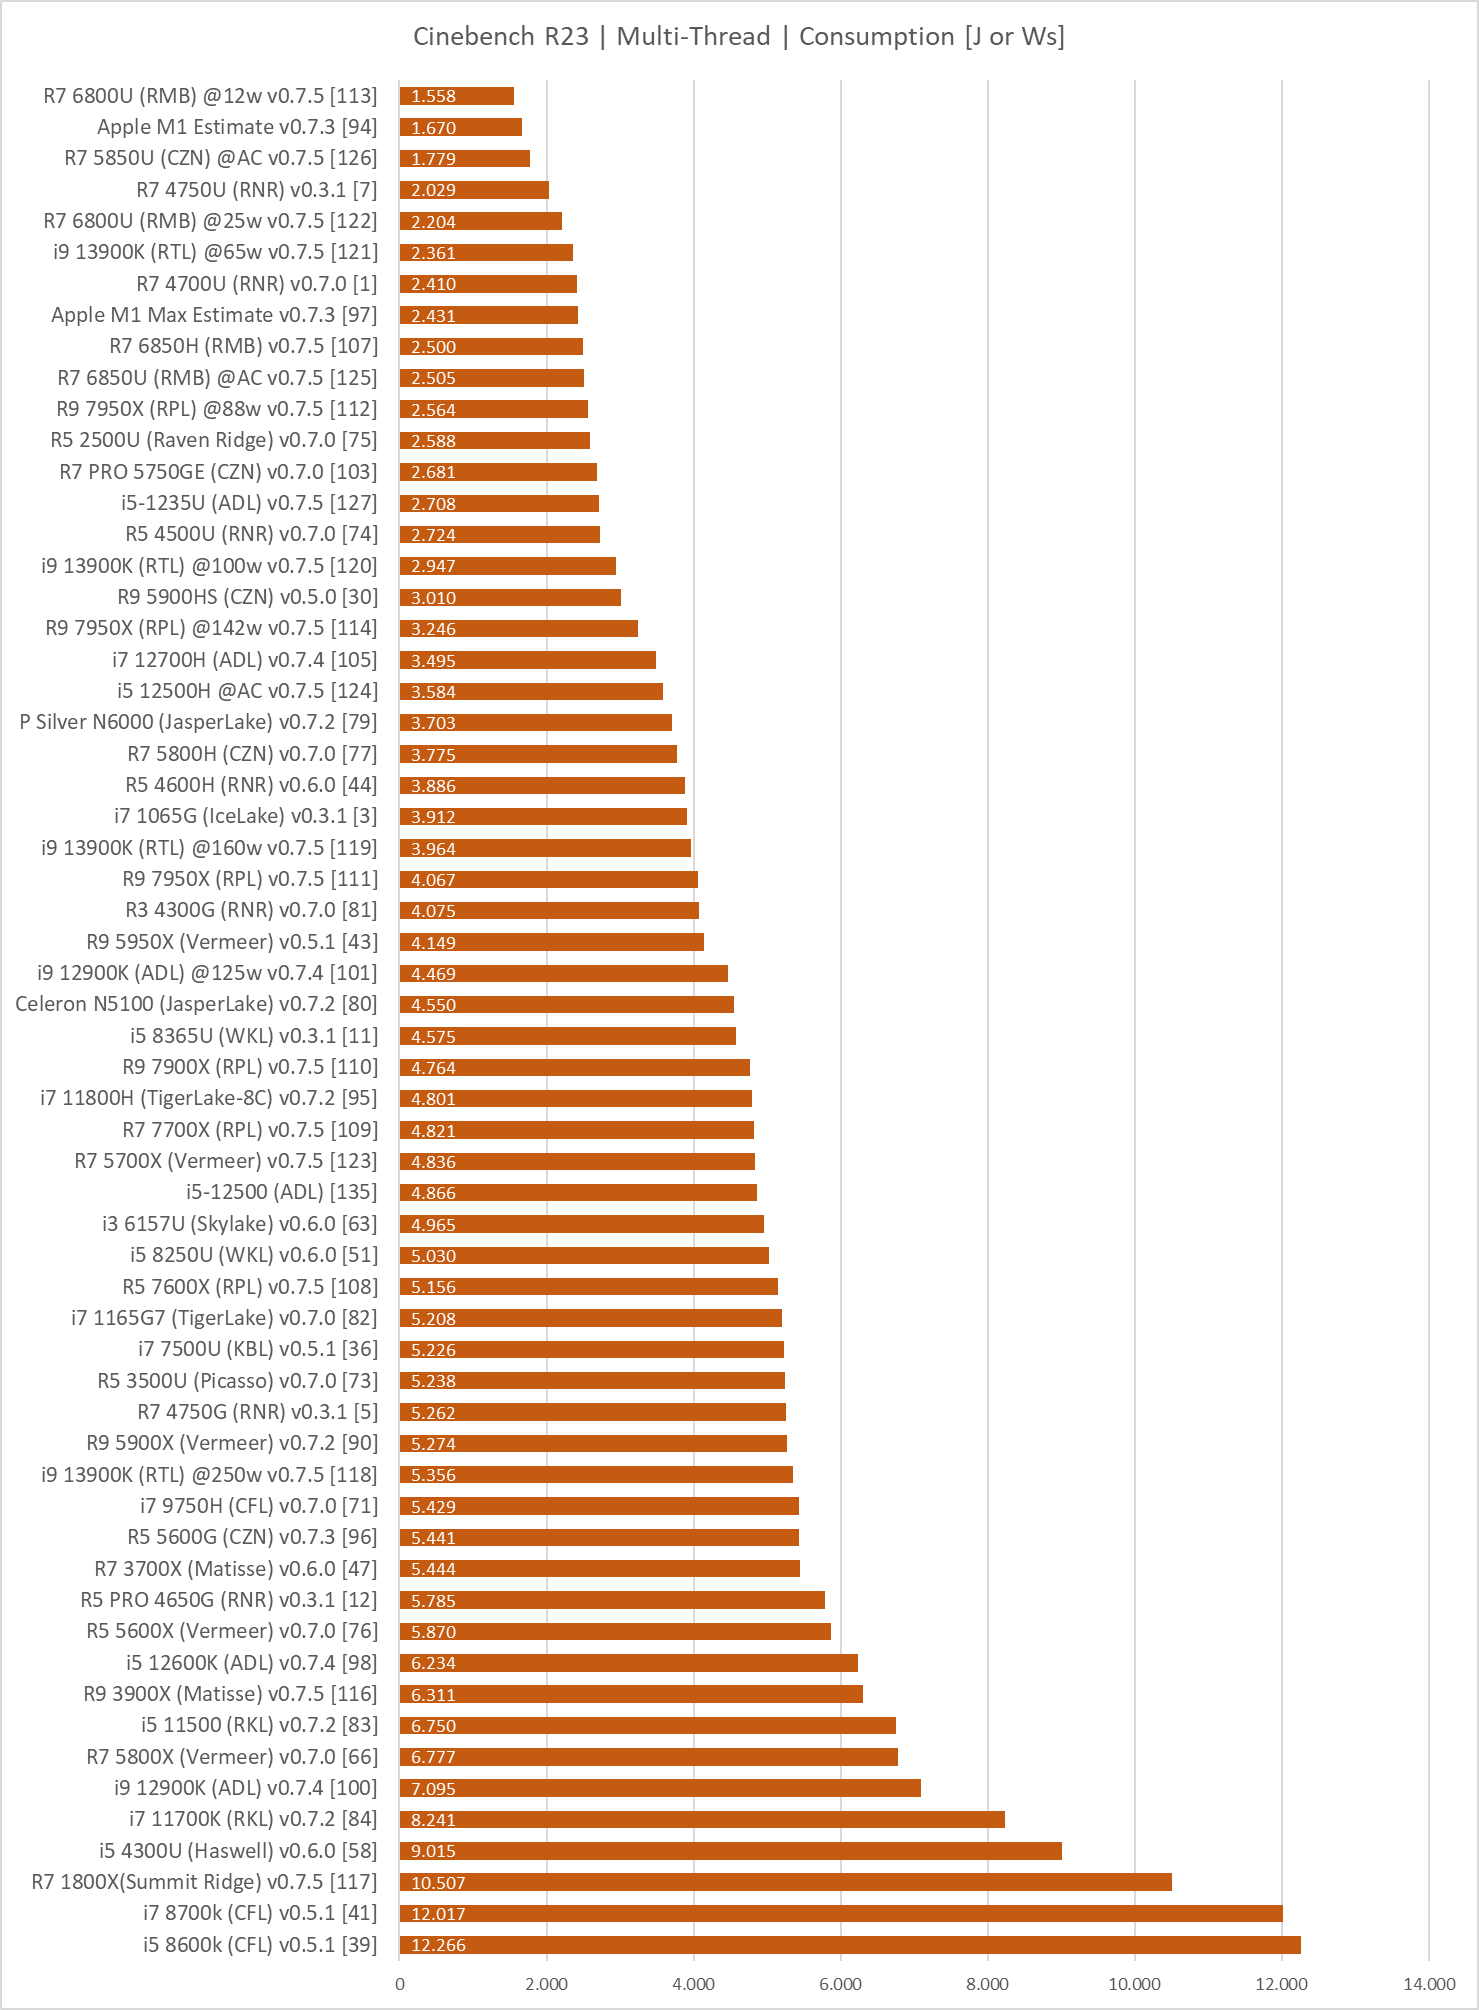 Cinebench R23 | Multi-Thread | Consumption [J or Ws]
R7 6800U (RMB) @12w v0.7.5 [113] 1.558
Apple M1 Estimate v0.7.3 [94] 1.670
R7 5850U (CZN) @AC v0.7.5 [126] 1.779
R7 4750U (RNR) v0.3.1 [7] 2.029
R7 6800U (RMB) @25w v0.7.5 [122] 2.204
i9 13900K (RTL) @65w v0.7.5 [121] 2.361
R7 4700U (RNR) v0.7.0 [1] 2.410
Apple M1 Max Estimate v0.7.3 [97] 2.431
R7 6850H (RMB) v0.7.5 [107] 2.500
R7 6850U (RMB) @AC v0.7.5 [125] 2.505
R9 7950X (RPL) @88w v0.7.5 [112] 2.564
R5 2500U (Raven Ridge) v0.7.0 [75] 2.588
R7 PRO 5750GE (CZN) v0.7.0 [103] 2.681
i5-1235U (ADL) v0.7.5 [127] 2.708
R5 4500U (RNR) v0.7.0 [74] 2.724
i9 13900K (RTL) @100w v0.7.5 [120] 2.947
R9 5900HS (CZN) v0.5.0 [30] 3.010
R9 7950X (RPL) @142w v0.7.5 [114] 3.246
i7 12700H (ADL) v0.7.4 [105] 3.495
i5 12500H @AC v0.7.5 [124] 3.584
P Silver N6000 (JasperLake) v0.7.2 [79] 3.703
R7 5800H (CZN) v0.7.0 [77] 3.775
R5 4600H (RNR) v0.6.0 [44] 3.886
i7 1065G (IceLake) v0.3.1 [3] 3.912
i9 13900K (RTL) @160w v0.7.5 [119] 3.964
R9 7950X (RPL) v0.7.5 [111] 4.067
R3 4300G (RNR) v0.7.0 [81] 4.075
R9 5950X (Vermeer) v0.5.1 [43] 4.149
i9 12900K (ADL) @125w v0.7.4 [101] 4.469
Celeron N5100 (JasperLake) v0.7.2 [80] 4.550
i5 8365U (WKL) v0.3.1 [11] 4.575
R9 7900X (RPL) v0.7.5 [110] 4.764
i7 11800H (TigerLake-8C) v0.7.2 [95] 4.801
R7 7700X (RPL) v0.7.5 [109] 4.821
R7 5700X (Vermeer) v0.7.5 [123] 4.836
i5-12500 (ADL) [135] 4.866
i3 6157U (Skylake) v0.6.0 [63] 4.965
i5 8250U (WKL) v0.6.0 [51] 5.030
R5 7600X (RPL) v0.7.5 [108] 5.156
i7 1165G7 (TigerLake) v0.7.0 [82] 5.208
i7 7500U (KBL) v0.5.1 [36] 5.226
R5 3500U (Picasso) v0.7.0 [73] 5.238
R7 4750G (RNR) v0.3.1 [5] 5.262
R9 5900X (Vermeer) v0.7.2 [90] 5.274
i9 13900K (RTL) @250w v0.7.5 [118] 5.356
i7 9750H (CFL) v0.7.0 [71] 5.429
R5 5600G (CZN) v0.7.3 [96] 5.441
R7 3700X (Matisse) v0.6.0 [47] 5.444
R5 PRO 4650G (RNR) v0.3.1 [12] 5.785
R5 5600X (Vermeer) v0.7.0 [76] 5.870
i5 12600K (ADL) v0.7.4 [98] 6.234
R9 3900X (Matisse) v0.7.5 [116] 6.311
i5 11500 (RKL) v0.7.2 [83] 6.750
R7 5800X (Vermeer) v0.7.0 [66] 6.777
i9 12900K (ADL) v0.7.4 [100] 7.095
i7 11700K (RKL) v0.7.2 [84] 8.241
i5 4300U (Haswell) v0.6.0 [58] 9.015
R7 1800X(Summit Ridge) v0.7.5 [117] 10.507
i7 8700k (CFL) v0.5.1 [41] 12.017
i5 8600k (CFL) v0.5.1 [39] 12.266
0 2.000 4.000 6.000 8.000 10.000 12.000 14.000